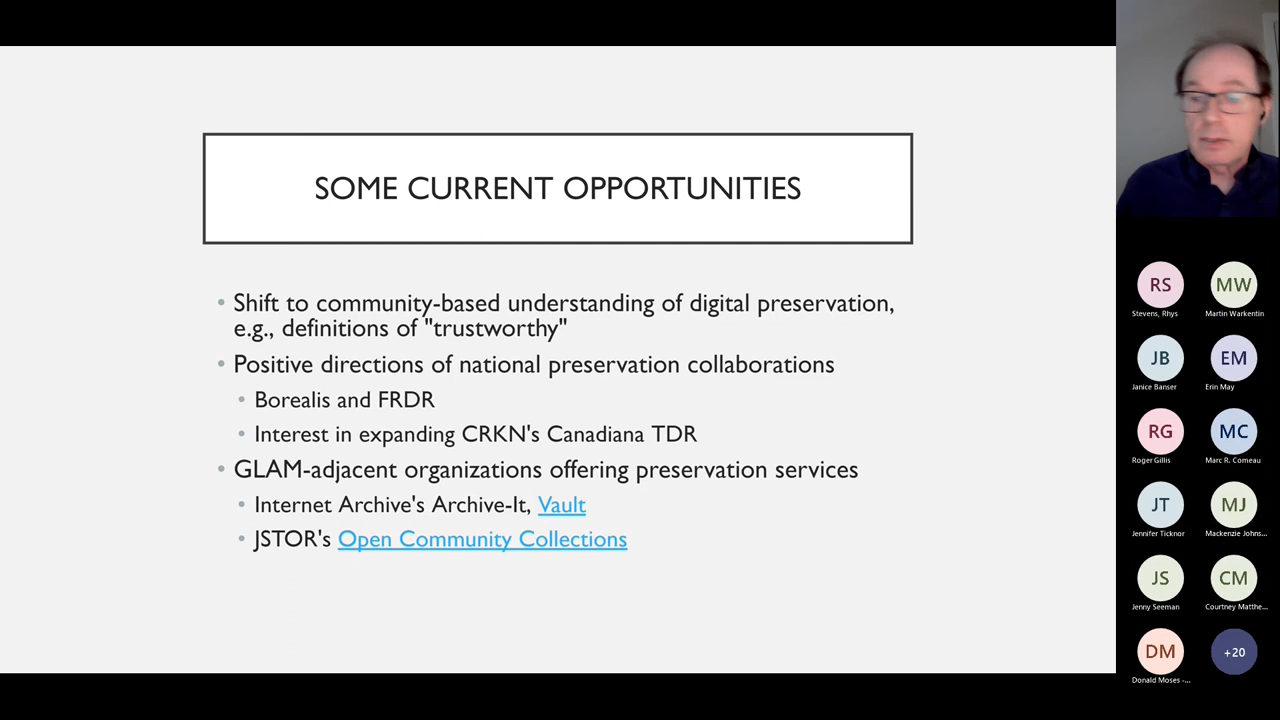 SOME CURRENT OPPORTUNITIES
• Shift to community-based understanding of digital preservation,
e.g., definitions of "trustworthy"
• Positive directions of national preservation collaborations
• Borealis and FRDR
• Interest in expanding CRKN's Canadiana TDR
• GLAM-adjacent organizations offering preservation services
• Internet Archive's Archive-It, Vault
• JSTOR's Open Community Collections
RS
MW
Stevens, Rhys
Martin Warkentin
JB
EM
Janice Banser
Erin May
RG
MC
Roger Gillis
Marc R. Comeau
JT
MJ
Jennifer Ticknor
Mackenzie Johns...
JS
CM
Jenny Seeman
Courtney Matthe...
DM
+20
Donald Moses -...